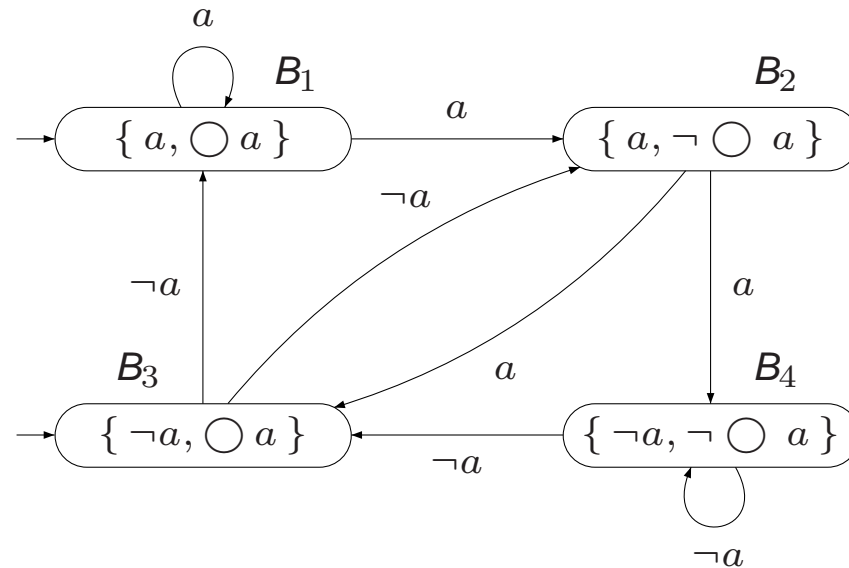 a
B₁ B₂
{ a, ◯ a } a { a, ¬ ◯ a }
¬a
¬a a
a
B₃ B₄
{ ¬a, ◯ a } ¬a { ¬a, ¬ ◯ a }
¬a